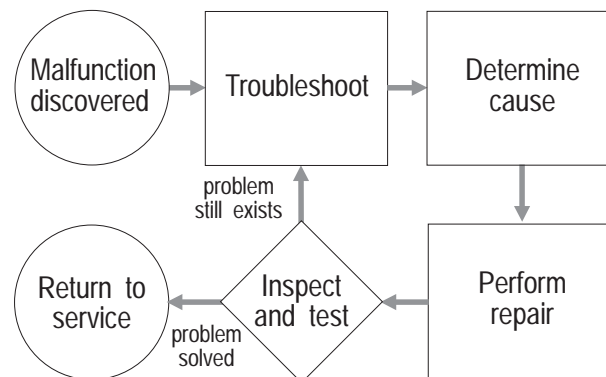 Malfunction
discovered
Troubleshoot
Determine
cause
problem
still exists
Perform
repair
Inspect
and test
problem
solved
Return to
service